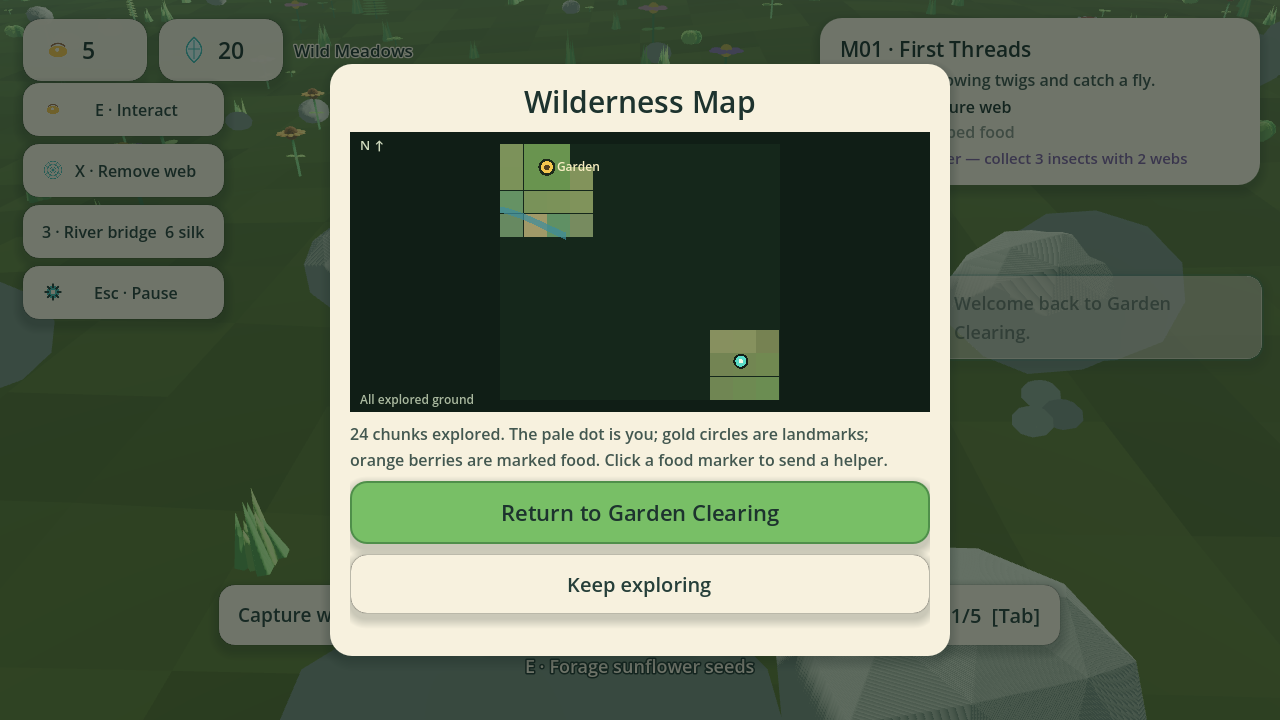 5
20
Wild Meadows
E · Interact
X · Remove web
3 · River bridge 6 silk
Esc · Pause
M01 · First Threads
twigs and catch a fly.
web
food
— collect 3 insects with 2 webs
Welcome back to Garden
Clearing.
Wilderness Map
N ↑
Garden
All explored ground
24 chunks explored. The pale dot is you; gold circles are landmarks;
orange berries are marked food. Click a food marker to send a helper.
Return to Garden Clearing
Keep exploring
Capture
1/5 [Tab]
E · Forage sunflower seeds